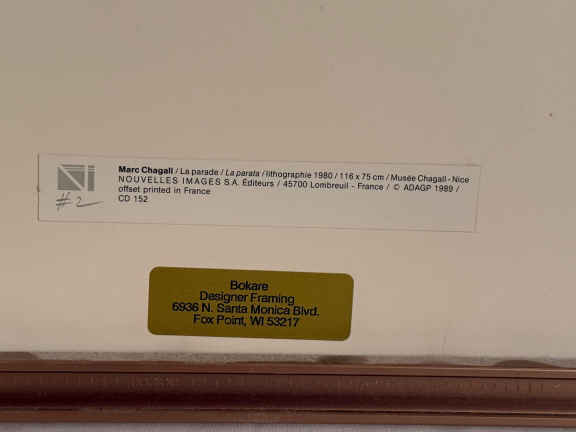 Marc Chagall / La parade / La parata / lithographie 1980 / 116 x 75 cm / Musée Chagall - Nice
NOUVELLES IMAGES S.A. Éditeurs / 45700 Lombreuil - France / © ADAGP 1989 /
offset printed in France
CD 152
#2
Bokare
Designer Framing
6936 N. Santa Monica Blvd.
Fox Point, WI 53217